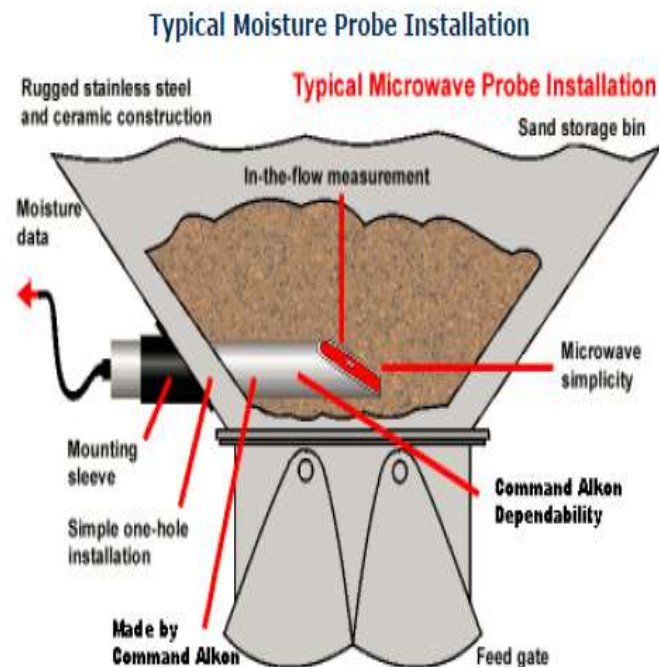 Typical Moisture Probe Installation
Rugged stainless steel
and ceramic construction
Typical Microwave Probe Installation
Sand storage bin
In-the-flow measurement
Moisture
data
Microwave
simplicity
Mounting
sleeve
Command Alkon
Dependability
Simple one-hole
installation
Made by
Command Alkon
Feed gate